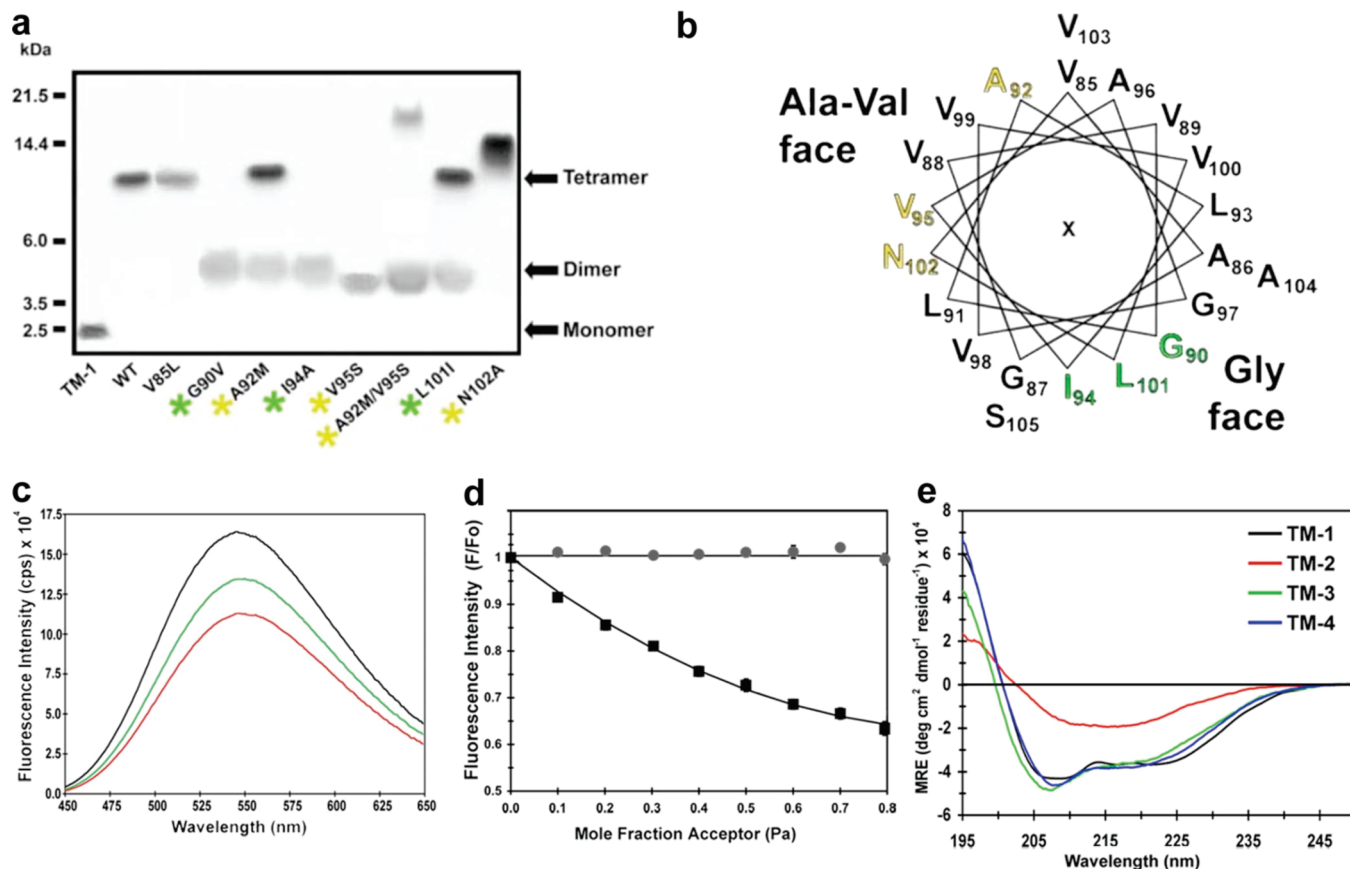 a
kDa
21.5
14.4
6.0
3.5
2.5
Tetramer
Dimer
Monomer
TM-1
WT
V85L
*G90V
*A92M
*I94A
*V95S
*A92M/V95S
*L101I
*N102A
b
Ala-Val
face
Gly
face
V103
V85
A92
A96
V99
V89
V88
V100
V95
L93
x
N102
A86
A104
L91
G97
V98
G90
G87
I94
L101
S105
c
Fluorescence Intensity (cps) x 10⁴
17.5
15.0
12.5
10.0
7.5
5.0
2.5
0.0
450 475 500 525 550 575 600 625 650
Wavelength (nm)
d
Fluorescence Intensity (F/Fo)
1
0.9
0.8
0.7
0.6
0.5
0.0 0.1 0.2 0.3 0.4 0.5 0.6 0.7 0.8
Mole Fraction Acceptor (Pa)
e
MRE (deg cm² dmol⁻¹ residue⁻¹) x 10⁴
8
6
4
2
0
-2
-4
-6
TM-1
TM-2
TM-3
TM-4
195 205 215 225 235 245
Wavelength (nm)